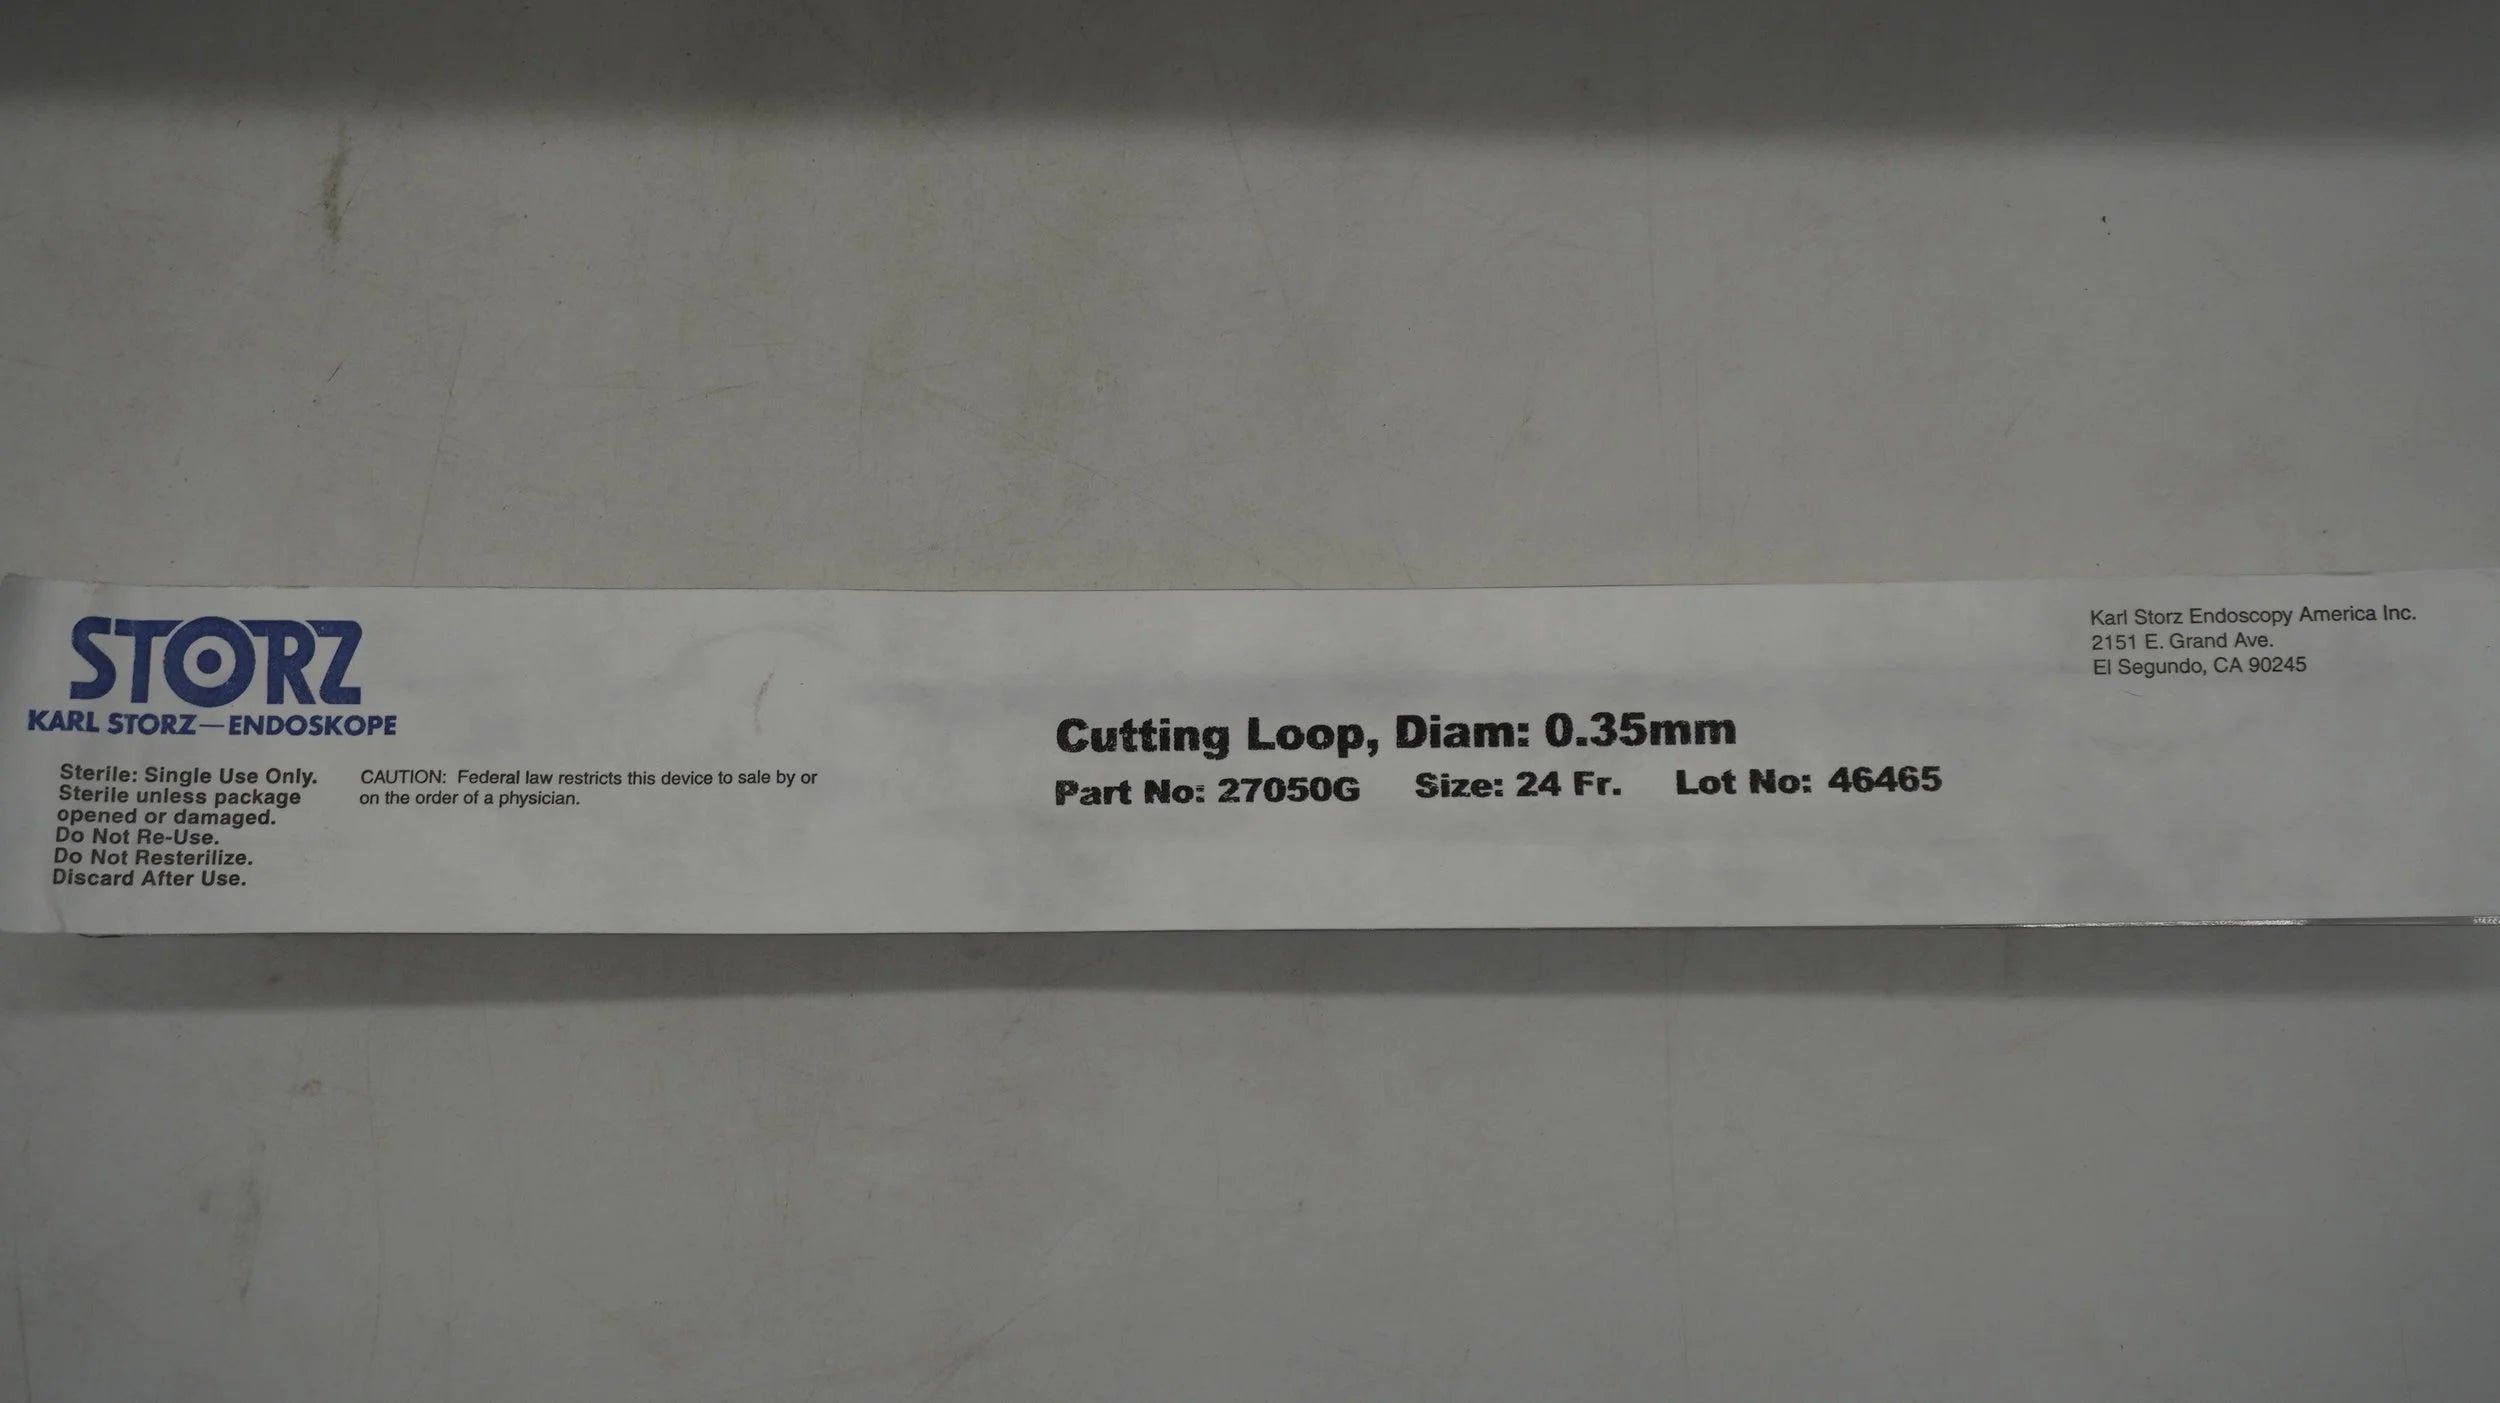 STORZ
KARL STORZ—ENDOSKOPE
Sterile: Single Use Only.
Sterile unless package
opened or damaged.
Do Not Re-Use.
Do Not Resterilize.
Discard After Use.
CAUTION: Federal law restricts this device to sale by or
on the order of a physician.
Cutting Loop, Diam: 0.35mm
Part No: 27050G Size: 24 Fr. Lot No: 46465
Karl Storz Endoscopy America Inc.
2151 E. Grand Ave.
El Segundo, CA 90245